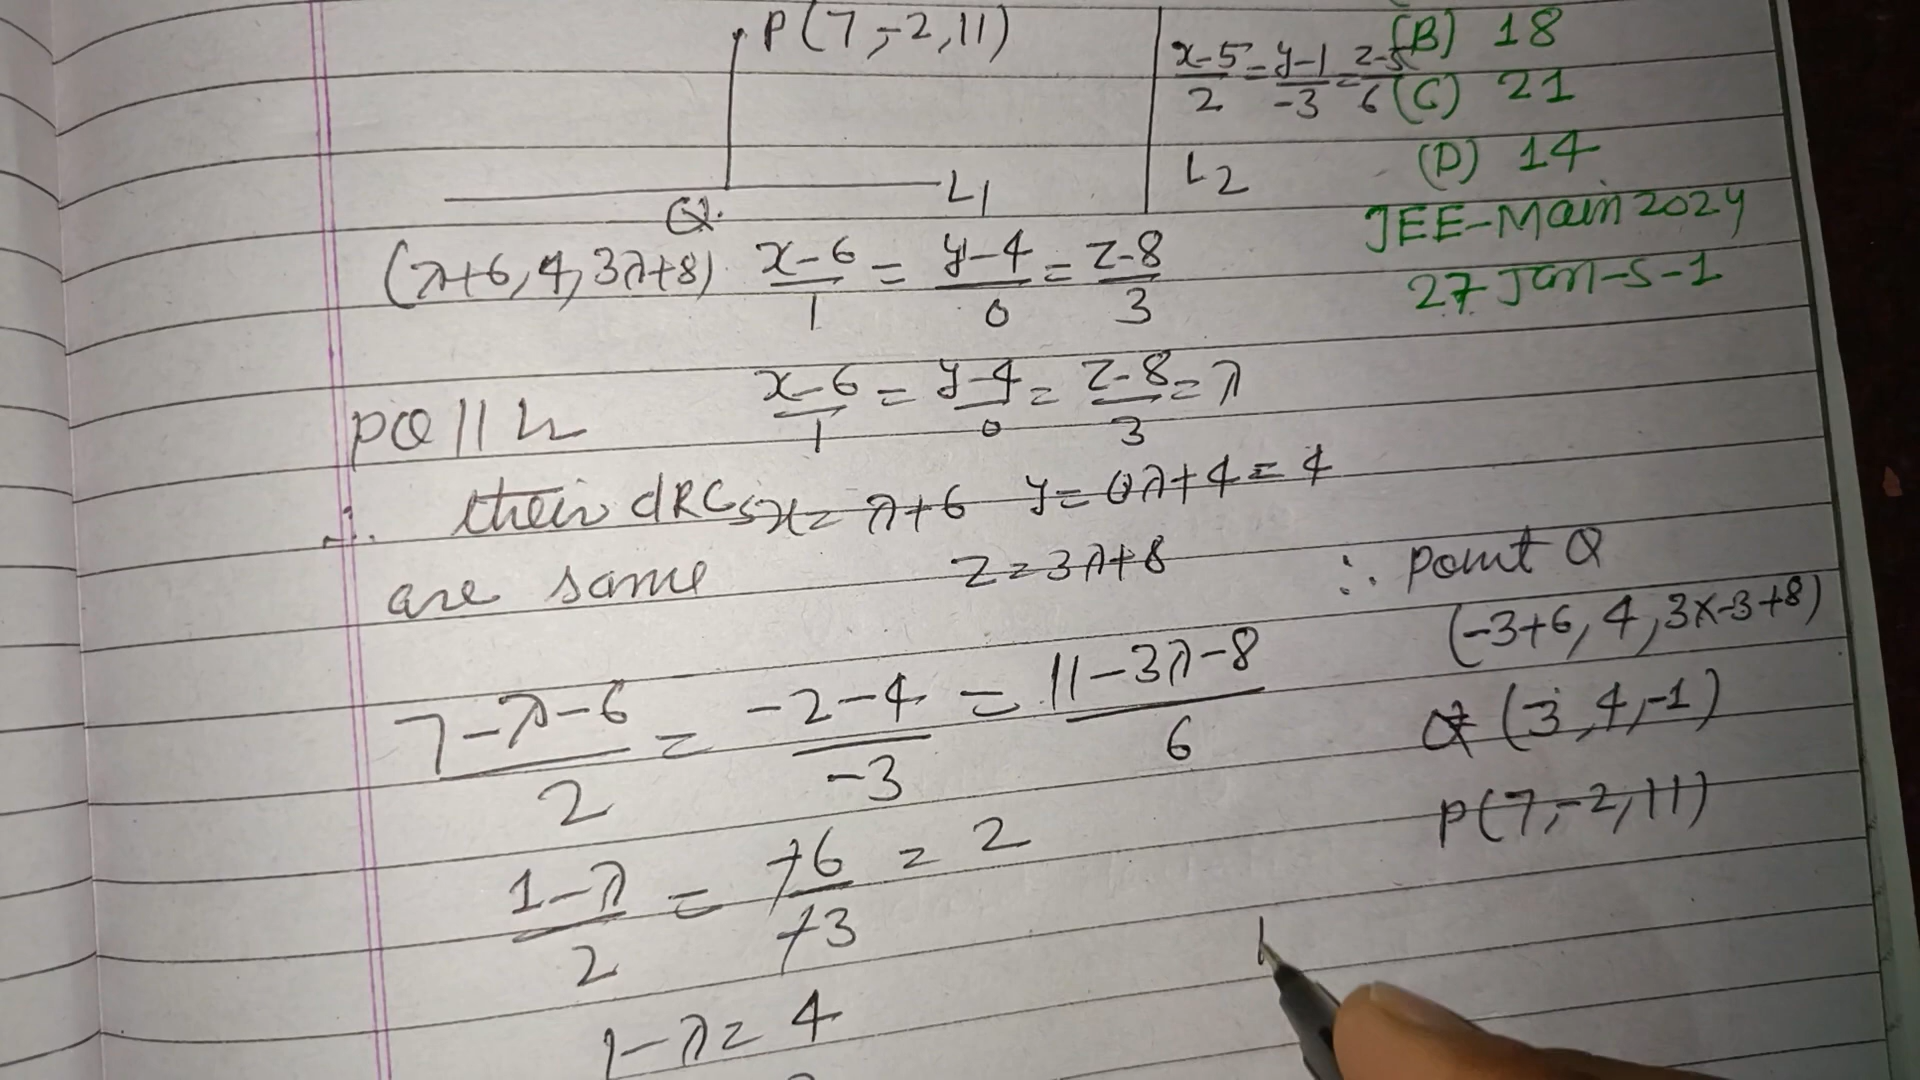 P(7,-2,11)
(B) 18
x-5/2 = y-1/-3 = z-5/6
(C) 21
(D) 14
L2
L1
Q.
JEE-Main 2024
27 Jan-S-1
(λ+6, 4, 3λ+8) x-6/1 = y-4/0 = z-8/3
x-6/1 = y-4/0 = z-8/3 = λ
PQ || L2
∴ their dRCs x = λ+6 y = 0λ+4 = 4
are same z = 3λ+8
∴ Point Q
(-3+6, 4, 3x-3+8)
7-λ-6/2 = -2-4/-3 = 11-3λ-8/6
Q (3, 4, -1)
P(7,-2,11)
1-λ/2 = -6/-3 = 2
1-λ = 4